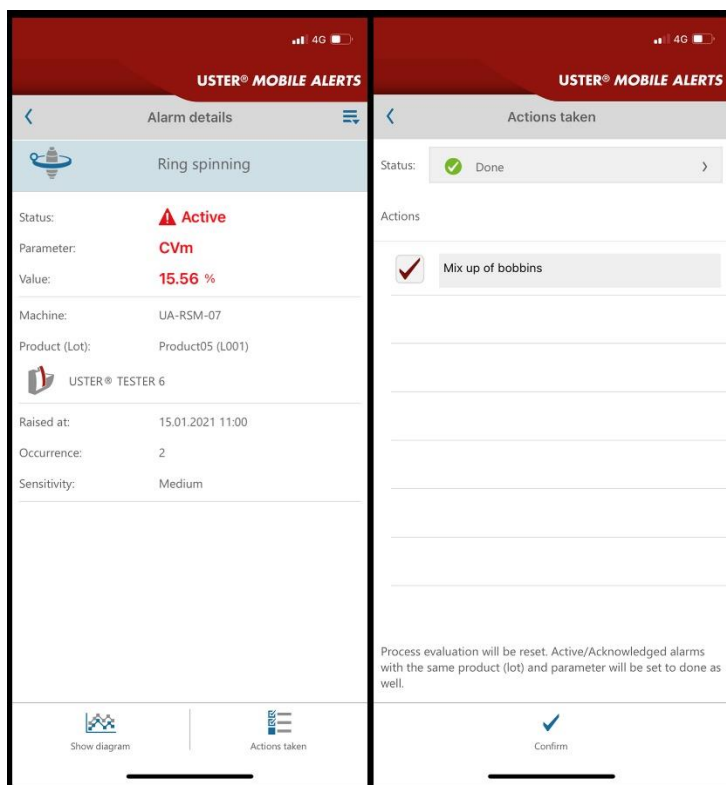 4G
USTER® MOBILE ALERTS
Alarm details
Ring spinning
Status: Active
Parameter: CVm
Value: 15.56 %
Machine: UA-RSM-07
Product (Lot): Product05 (L001)
USTER® TESTER 6
Raised at: 15.01.2021 11:00
Occurrence: 2
Sensitivity: Medium
Show diagram
Actions taken
4G
USTER® MOBILE ALERTS
Actions taken
Status: Done
Actions
Mix up of bobbins
Process evaluation will be reset. Active/Acknowledged alarms
with the same product (lot) and parameter will be set to done as
well.
Confirm